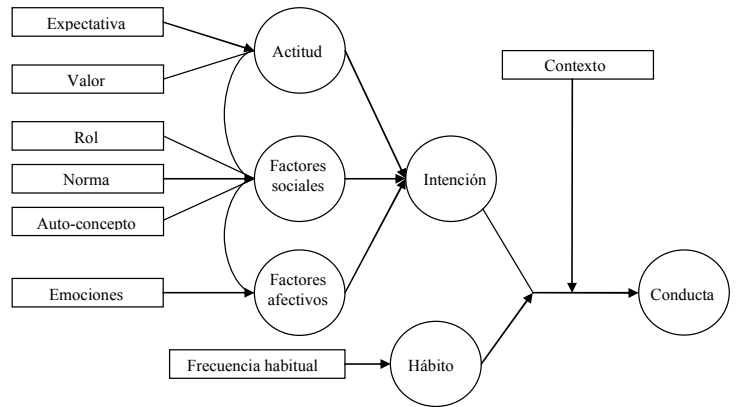 Expectativa
Valor
Rol
Norma
Auto-concepto
Emociones
Actitud
Factores
sociales
Factores
afectivos
Frecuencia habitual
Hábito
Intención
Contexto
Conducta